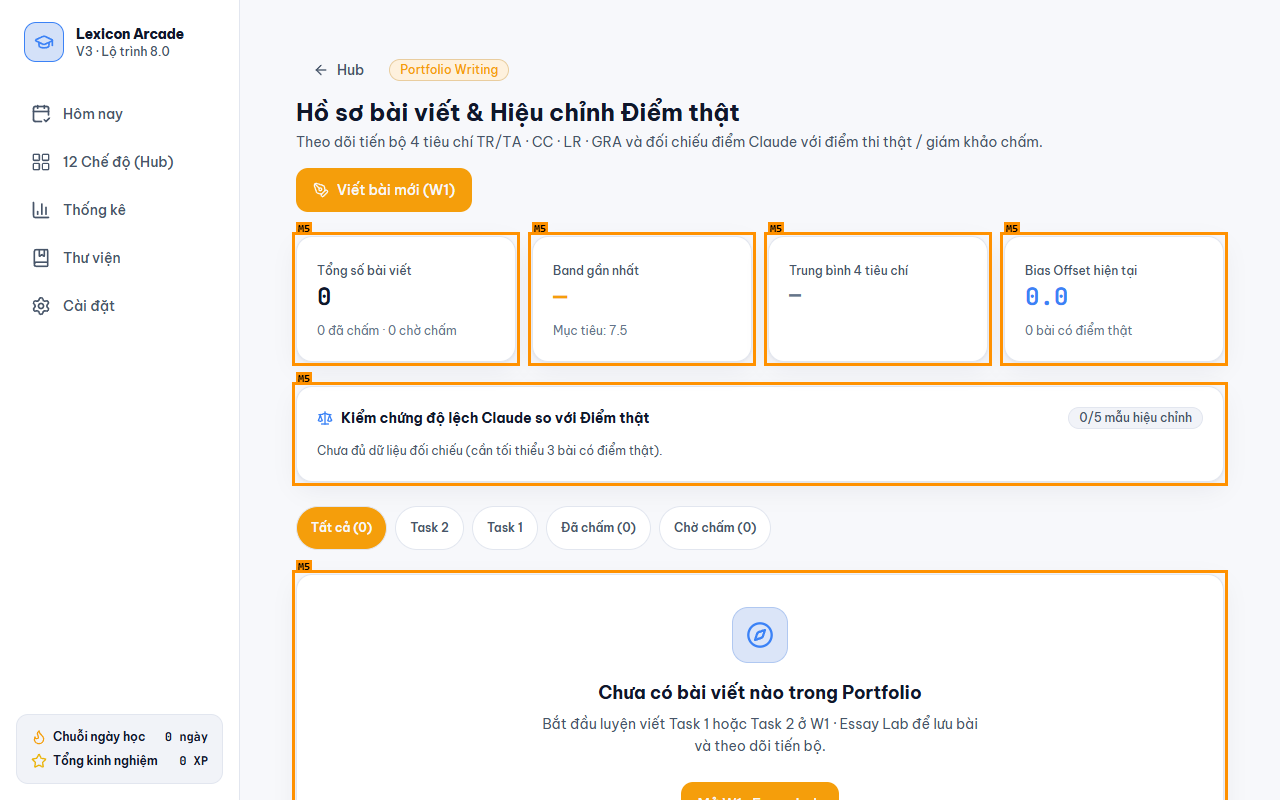 Lexicon Arcade
V3 · Lộ trình 8.0
Hôm nay
12 Chế độ (Hub)
Thống kê
Thư viện
Cài đặt
Chuỗi ngày học 0 ngày
Tổng kinh nghiệm 0 XP
Hub
Portfolio Writing
Hồ sơ bài viết & Hiệu chỉnh Điểm thật
Theo dõi tiến bộ 4 tiêu chí TR/TA · CC · LR · GRA và đối chiếu điểm Claude với điểm thi thật / giám khảo chấm.
Viết bài mới (W1)
M5 M5 M5 M5
Tổng số bài viết
0
0 đã chấm · 0 chờ chấm
Band gần nhất
—
Mục tiêu: 7.5
Trung bình 4 tiêu chí
—
Bias Offset hiện tại
0.0
0 bài có điểm thật
M5
Kiểm chứng độ lệch Claude so với Điểm thật
0/5 mẫu hiệu chỉnh
Chưa đủ dữ liệu đối chiếu (cần tối thiểu 3 bài có điểm thật).
Tất cả (0)
Task 2
Task 1
Đã chấm (0)
Chờ chấm (0)
M5
Chưa có bài viết nào trong Portfolio
Bắt đầu luyện viết Task 1 hoặc Task 2 ở W1 · Essay Lab để lưu bài
và theo dõi tiến bộ.